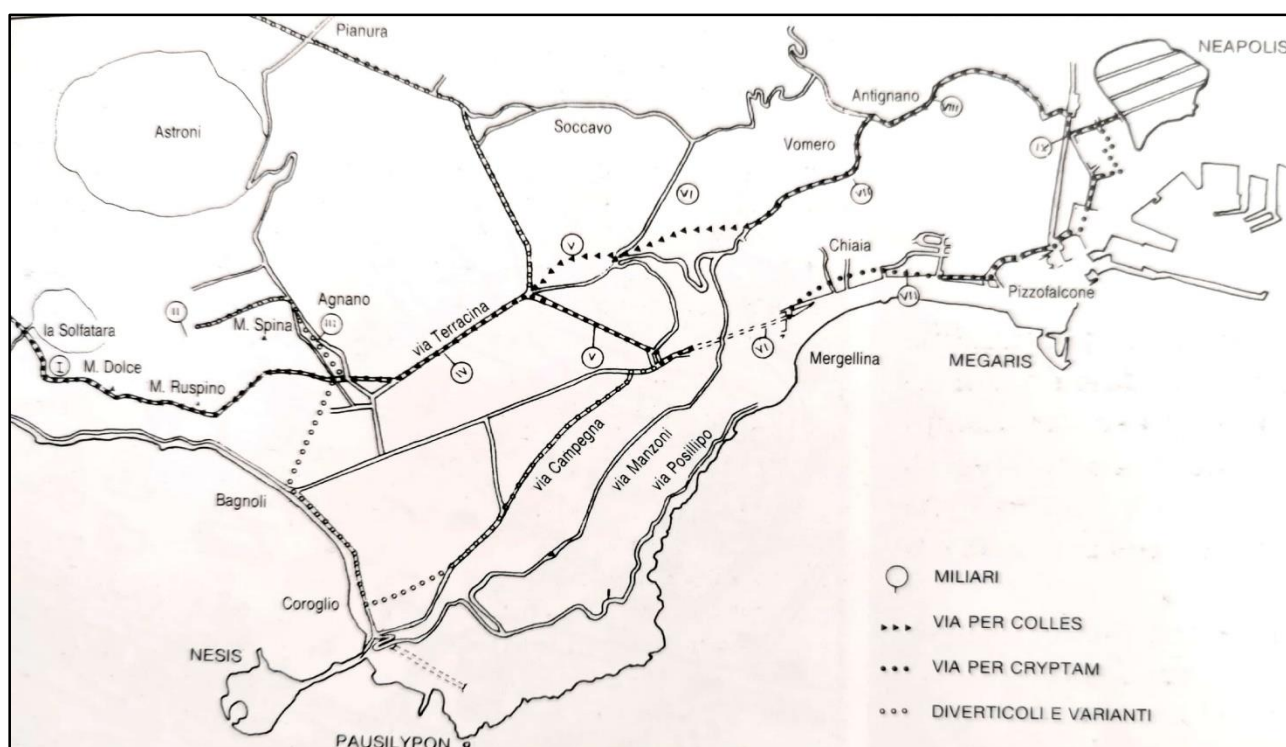 Pianura
NEAPOLIS
Astroni
Soccavo
Antignano
VIII
Vomero
IX
VI
VII
V
Chiaia
II
Agnano
III
VII
Pizzofalcone
la Solfatara
M. Spina
via Terracina
V
VI
I
M. Dolce
IV
Mergellina
MEGARIS
M. Ruspino
via Campegna
via Manzoni
via Posillipo
Bagnoli
MILIARI
Coroglio
VIA PER COLLES
NESIS
VIA PER CRYPTAM
DIVERTICOLI E VARIANTI
PAUSILYPON